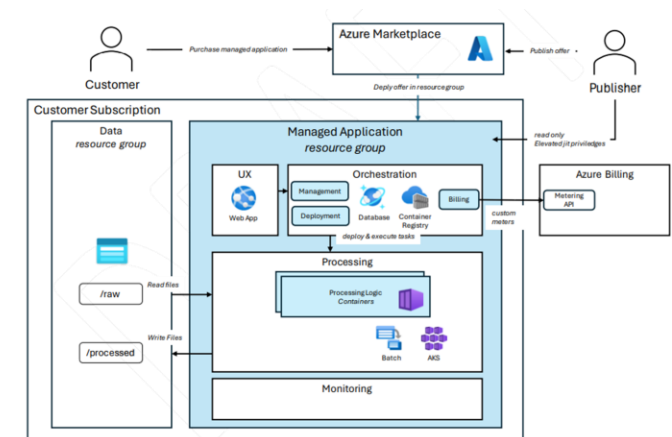 Azure Marketplace
Purchase managed application
Publish offer
Customer
Publisher
Deply offer in resource group
Customer Subscription
Data
resource group
Managed Application
resource group
read only
Elevated jit priviladges
UX
Web App
Orchestration
Management
Deployment
Database
Container
Registry
Billing
Azure Billing
Metering
API
custom
meters
deploy & execute tasks
Processing
Processing Logic
Containers
Read files
/raw
Write Files
/processed
Batch
AKS
Monitoring